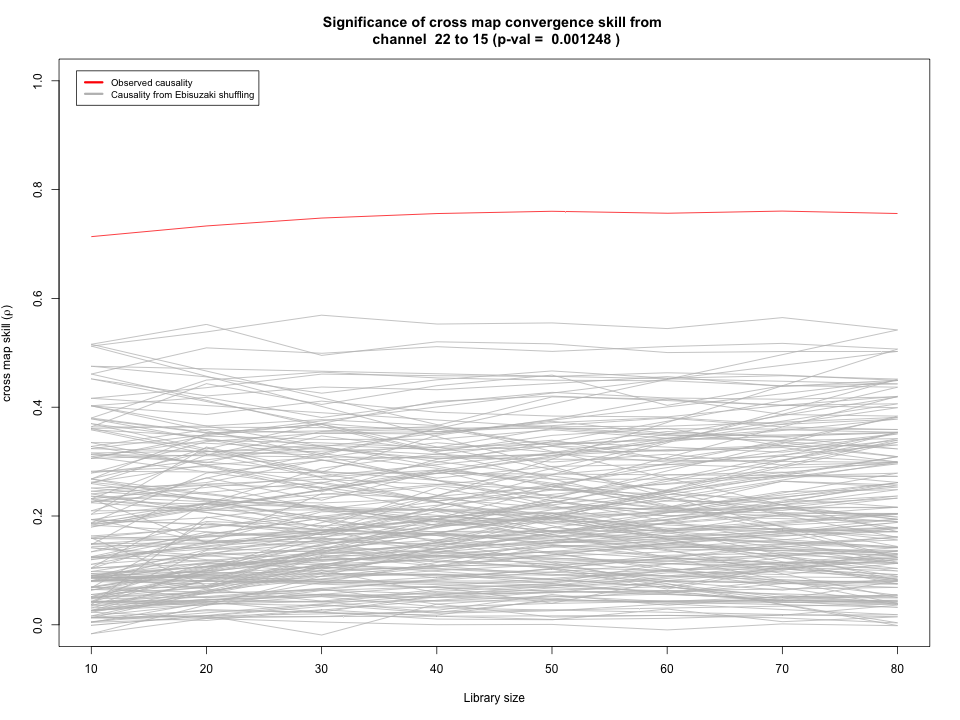 Significance of cross map convergence skill from
channel  22 to 15 (p-val =  0.001248 )
Observed causality
Causality from Ebisuzaki shuffling
cross map skill (ρ)
1.0
0.8
0.6
0.4
0.2
0.0
10 20 30 40 50 60 70 80
Library size